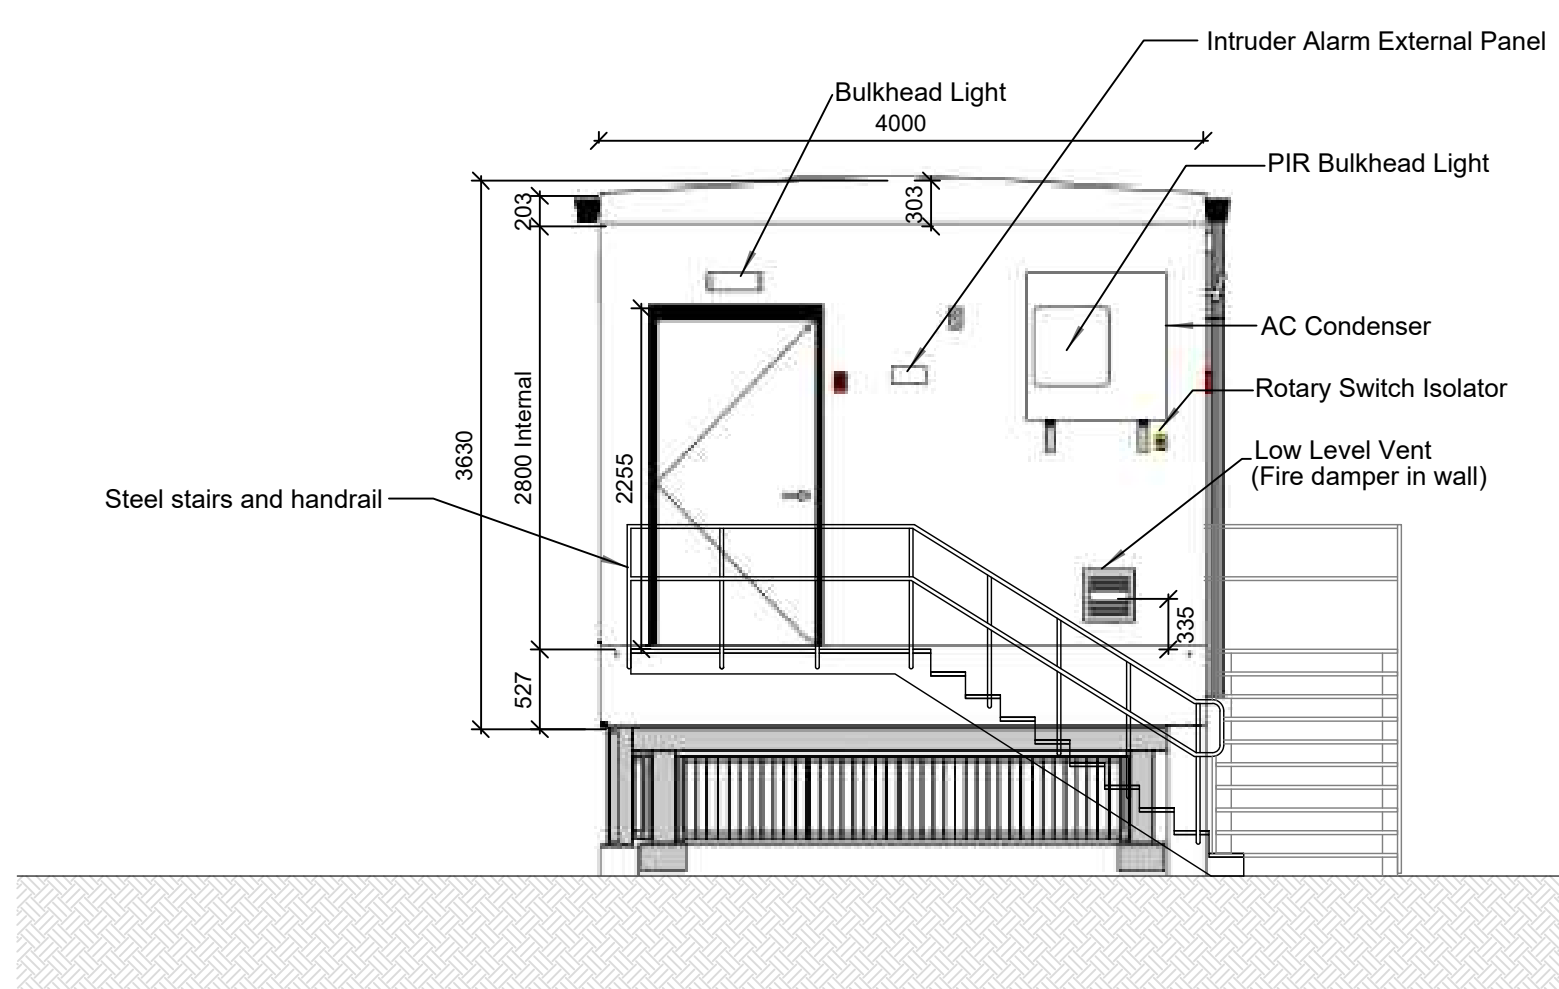 Intruder Alarm External Panel
Bulkhead Light
4000
PIR Bulkhead Light
203
303
AC Condenser
2800 Internal
Rotary Switch Isolator
3630
2255
Low Level Vent
(Fire damper in wall)
Steel stairs and handrail
335
527